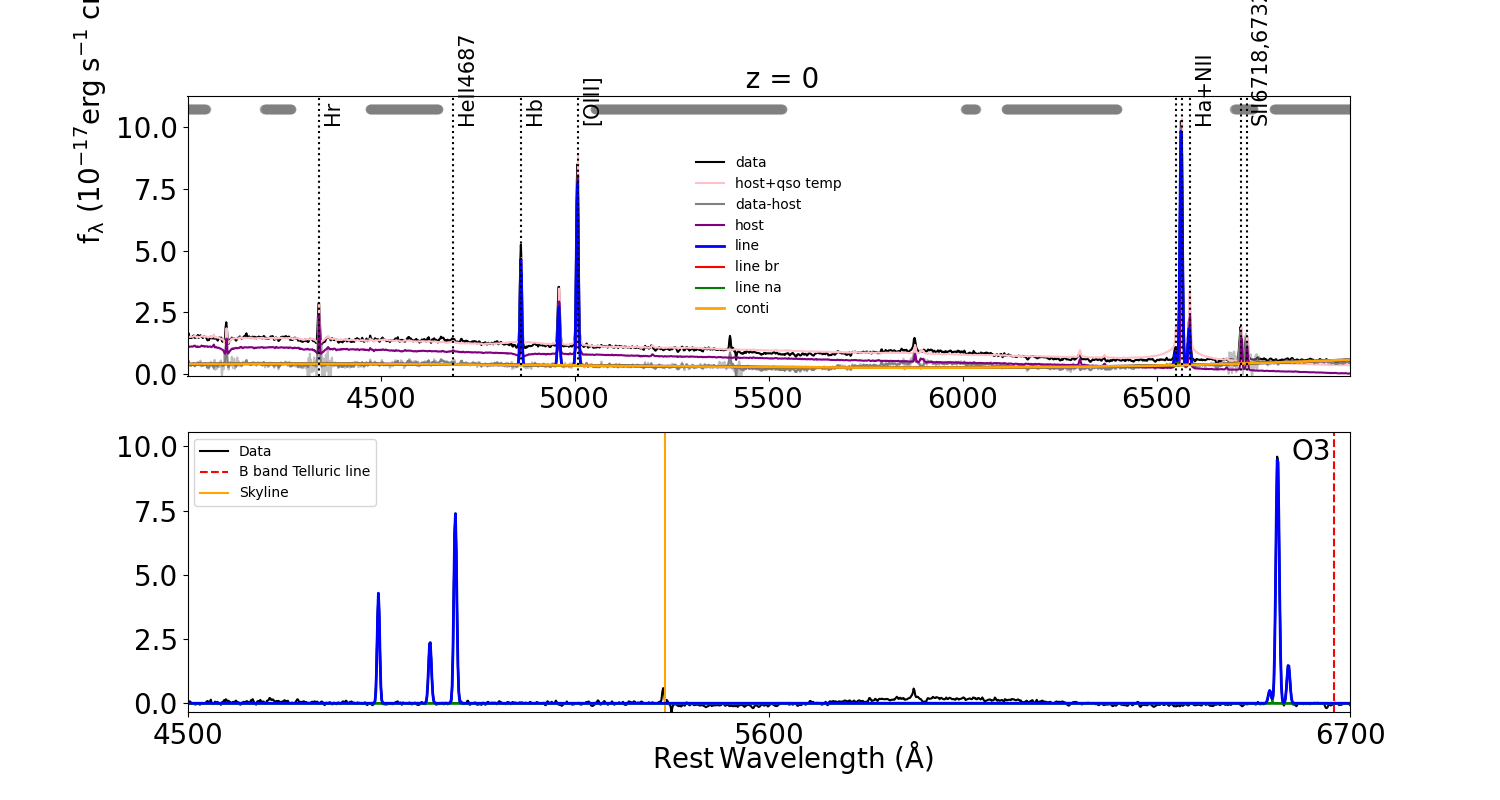 z = 0
f_λ (10^−17 erg s^−1
Hr
HeII4687
Hb
[OIII]
Ha+NII
10.0
7.5
5.0
2.5
0.0
data
host+qso temp
data-host
host
line
line br
line na
conti
4500
5000
5500
6000
6500
10.0
7.5
5.0
2.5
0.0
Data
B band Telluric line
Skyline
O3
4500
5600
6700
Rest Wavelength (Å)